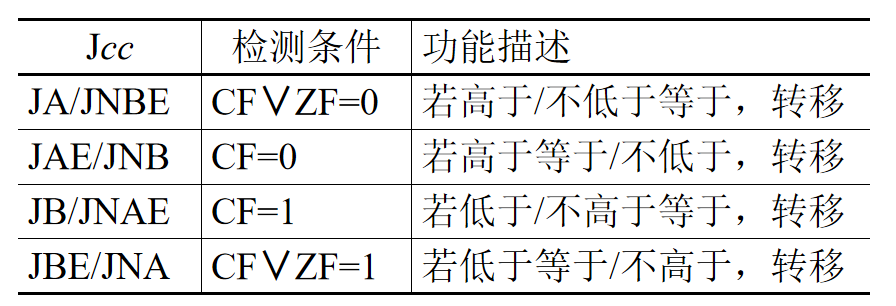 Jcc 检测条件 功能描述
JA/JNBE CF∨ZF=0 若高于/不低于等于，转移
JAE/JNB CF=0 若高于等于/不低于，转移
JB/JNAE CF=1 若低于/不高于等于，转移
JBE/JNA CF∨ZF=1 若低于等于/不高于，转移